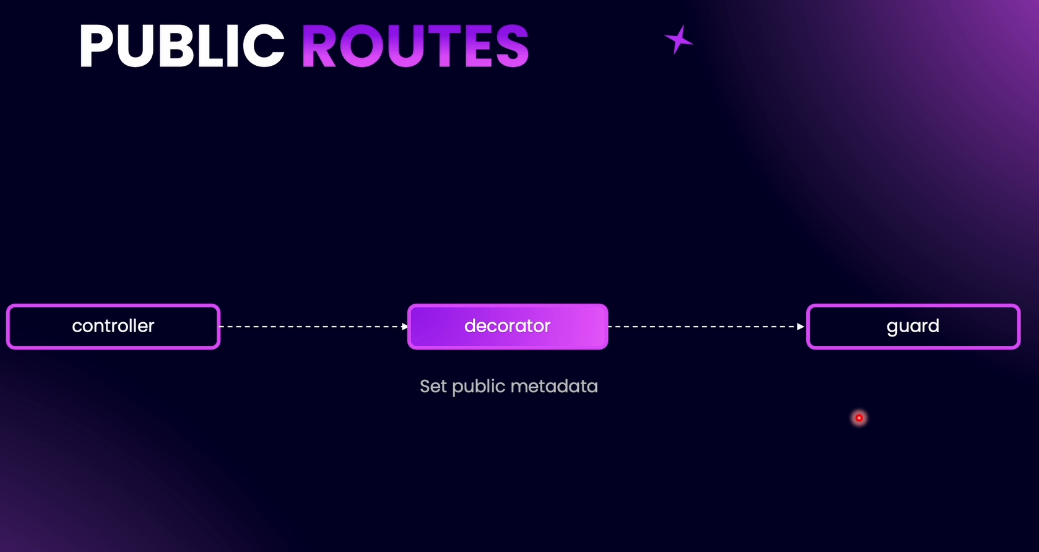 PUBLIC ROUTES
controller
decorator
guard
Set public metadata